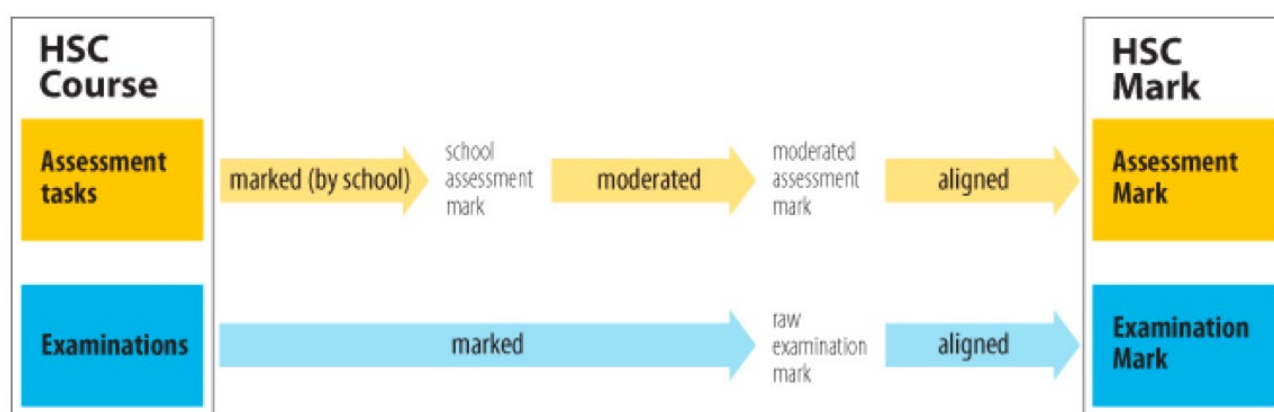 HSC
Course
HSC
Mark
Assessment
tasks
marked (by school)
school
assessment
mark
moderated
moderated
assessment
mark
aligned
Assessment
Mark
Examinations
marked
raw
examination
mark
aligned
Examination
Mark